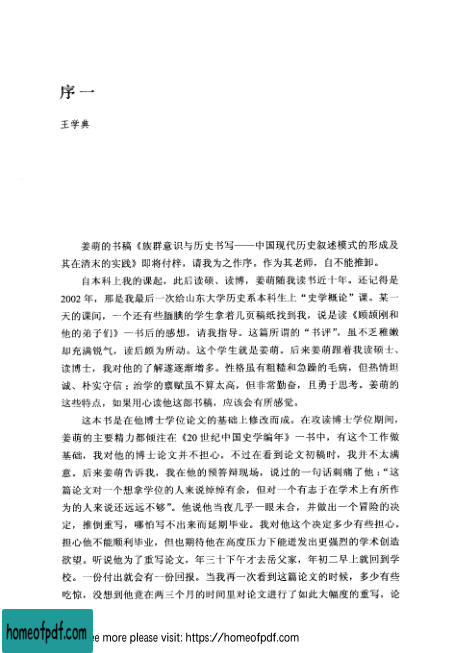 序一
王学典
姜萌的书稿《族群意识与历史书写——中国现代历史叙述模式的形成及
其在清末的实践》即将付梓，请我为之作序，作为其老师，自不能推卸。
自本科上我的课起，此后读硕、读博，姜萌随我读书近十年。还记得是
2002 年，那是我最后一次给山东大学历史系本科生上“史学概论”课。某一
天的课间，一个还有些腼腆的学生拿着几页稿纸找到我，说是读《顾颉刚和
他的弟子们》一书后的感想，请我指导。这篇所谓的“书评”，虽不乏稚嫩
却充满锐气，读后颇为所动。这个学生就是姜萌。后来姜萌跟着我读硕士、
读博士，我对他的了解遂逐渐增多。性格虽有粗糙和急躁的毛病，但热情坦
诚、朴实守信；治学的禀赋虽不算太高，但非常勤奋，且勇于思考。姜萌的
这些特点，如果用心读他这部书稿，应该会有所感觉。
这本书是在他博士学位论文的基础上修改而成。在攻读博士学位期间，
姜萌的主要精力都倾注在《20 世纪中国史学编年》一书中，有这个工作做
基础，我对他的博士论文并不担心。不过在看到论文初稿时，我并不太满
意。后来姜萌告诉我，我在他的预答辩现场，说过的一句话刺痛了他：“这
篇论文对一个想拿学位的人来说绰绰有余，但对一个有志于在学术上有所作
为的人来说还远远不够”。他说他当夜几乎一眼未合，并做出一个冒险的决
定，推倒重写，哪怕写不出来而延期毕业。我对他这个决定多少有些担心，
担心他不能顺利毕业，但也期待他在高度压力下能迸发出更强烈的学术创造
欲望。听说他为了重写论文，年三十下午才去岳父家，年初二早上就回到学
校。一份付出就会有一份回报。当我再一次看到这篇论文的时候，多少有些
吃惊，没想到他竟在两三个月的时间里对论文进行了如此大幅度的重写，论
homeofpdf.com
ee more please visit: https://homeofpdf.com